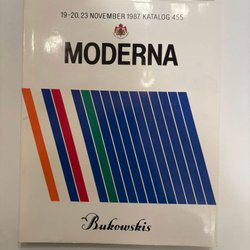 19-20, 23 NOVEMBER 1987 KATALOG 455
MODERNA
Bukowskis